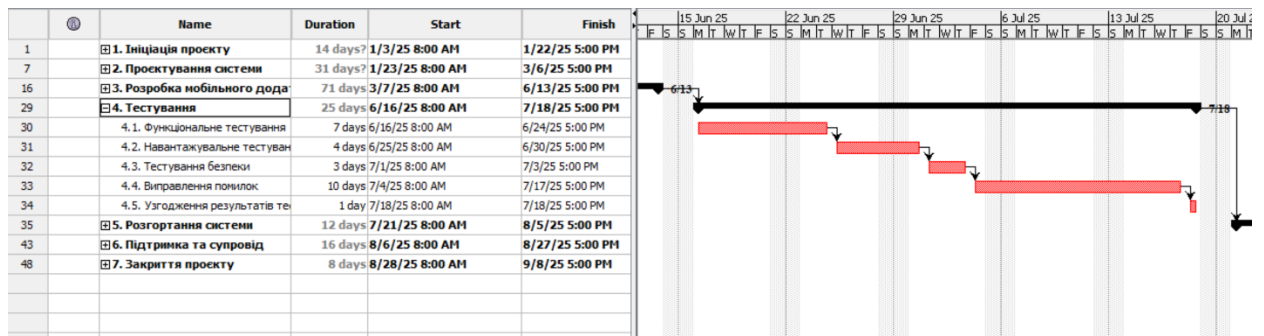 Name Duration Start Finish
15 Jun 25 22 Jun 25 29 Jun 25 6 Jul 25 13 Jul 25 20 Jul 2
F S S M T W T F S S M T W T F S S M T W T F S S M T W T F S S M T W T F S S M T
1 1. Ініціація проєкту 14 days? 1/3/25 8:00 AM 1/22/25 5:00 PM
7 2. Проєктування системи 31 days? 1/23/25 8:00 AM 3/6/25 5:00 PM
16 3. Розробка мобільного дода 71 days 3/7/25 8:00 AM 6/13/25 5:00 PM 6/13
29 4. Тестування 25 days 6/16/25 8:00 AM 7/18/25 5:00 PM 7/18
30 4.1. Функціональне тестування 7 days 6/16/25 8:00 AM 6/24/25 5:00 PM
31 4.2. Навантажувальне тестуван 4 days 6/25/25 8:00 AM 6/30/25 5:00 PM
32 4.3. Тестування безпеки 3 days 7/1/25 8:00 AM 7/3/25 5:00 PM
33 4.4. Виправлення помилок 10 days 7/4/25 8:00 AM 7/17/25 5:00 PM
34 4.5. Узгодження результатів те 1 day 7/18/25 8:00 AM 7/18/25 5:00 PM
35 5. Розгортання системи 12 days 7/21/25 8:00 AM 8/5/25 5:00 PM
43 6. Підтримка та супровід 16 days 8/6/25 8:00 AM 8/27/25 5:00 PM
48 7. Закриття проєкту 8 days 8/28/25 8:00 AM 9/8/25 5:00 PM